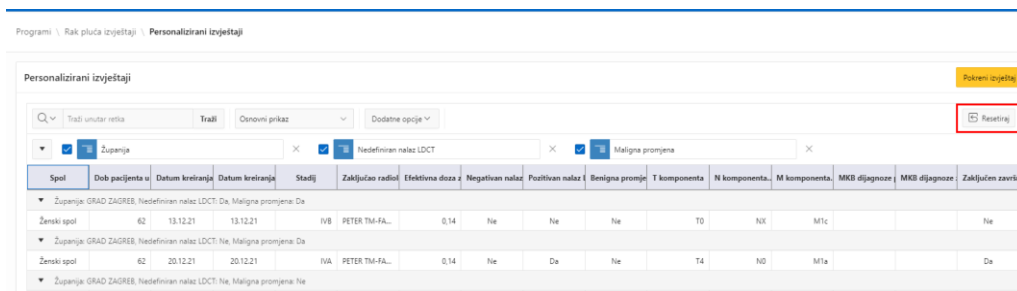 Programi \ Rak pluća izvještaji \ Personalizirani izvještaji
Personalizirani izvještaji
Pokreni izvještaj
Traži unutar retka Traži Osnovni prikaz Dodatne opcije Resetiraj
Županija Nedefiniran nalaz LDCT Maligna promjena
Spol Dob pacijenta u Datum kreiranja Datum kreiranja Stadij Zaključao radiol Efektivna doza z Negativan nalaz Pozitivan nalaz l Benigna promje T komponenta N komponenta... M komponenta. MKB dijagnoze p MKB dijagnoze : Zaključen završ
Županija: GRAD ZAGREB, Nedefiniran nalaz LDCT: Da, Maligna promjena: Da
Ženski spol 62 13.12.21 13.12.21 IVB PETER TM-FA... 0,14 Ne Ne Ne T0 NX M1c Ne
Županija: GRAD ZAGREB, Nedefiniran nalaz LDCT: Ne, Maligna promjena: Da
Ženski spol 62 20.12.21 20.12.21 IVA PETER TM-FA... 0,14 Ne Da Ne T4 N0 M1a Da
Županija: GRAD ZAGREB, Nedefiniran nalaz LDCT: Ne, Maligna promjena: Ne